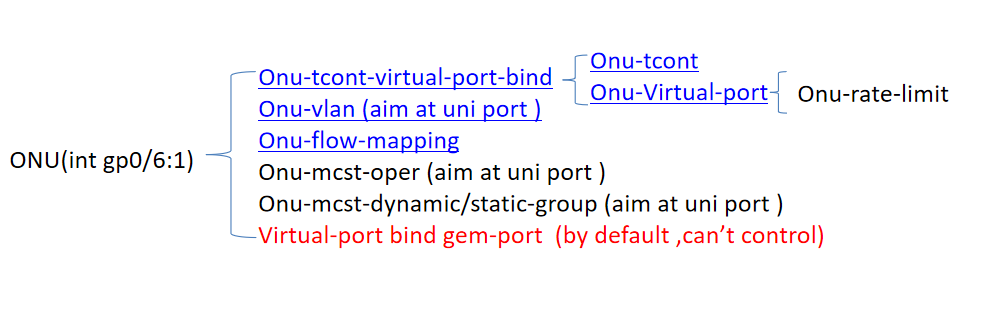 ONU(int gp0/6:1)
Onu-tcont-virtual-port-bind
Onu-tcont
Onu-Virtual-port
Onu-rate-limit
Onu-vlan (aim at uni port )
Onu-flow-mapping
Onu-mcst-oper (aim at uni port )
Onu-mcst-dynamic/static-group (aim at uni port )
Virtual-port bind gem-port  (by default ,can’t control)